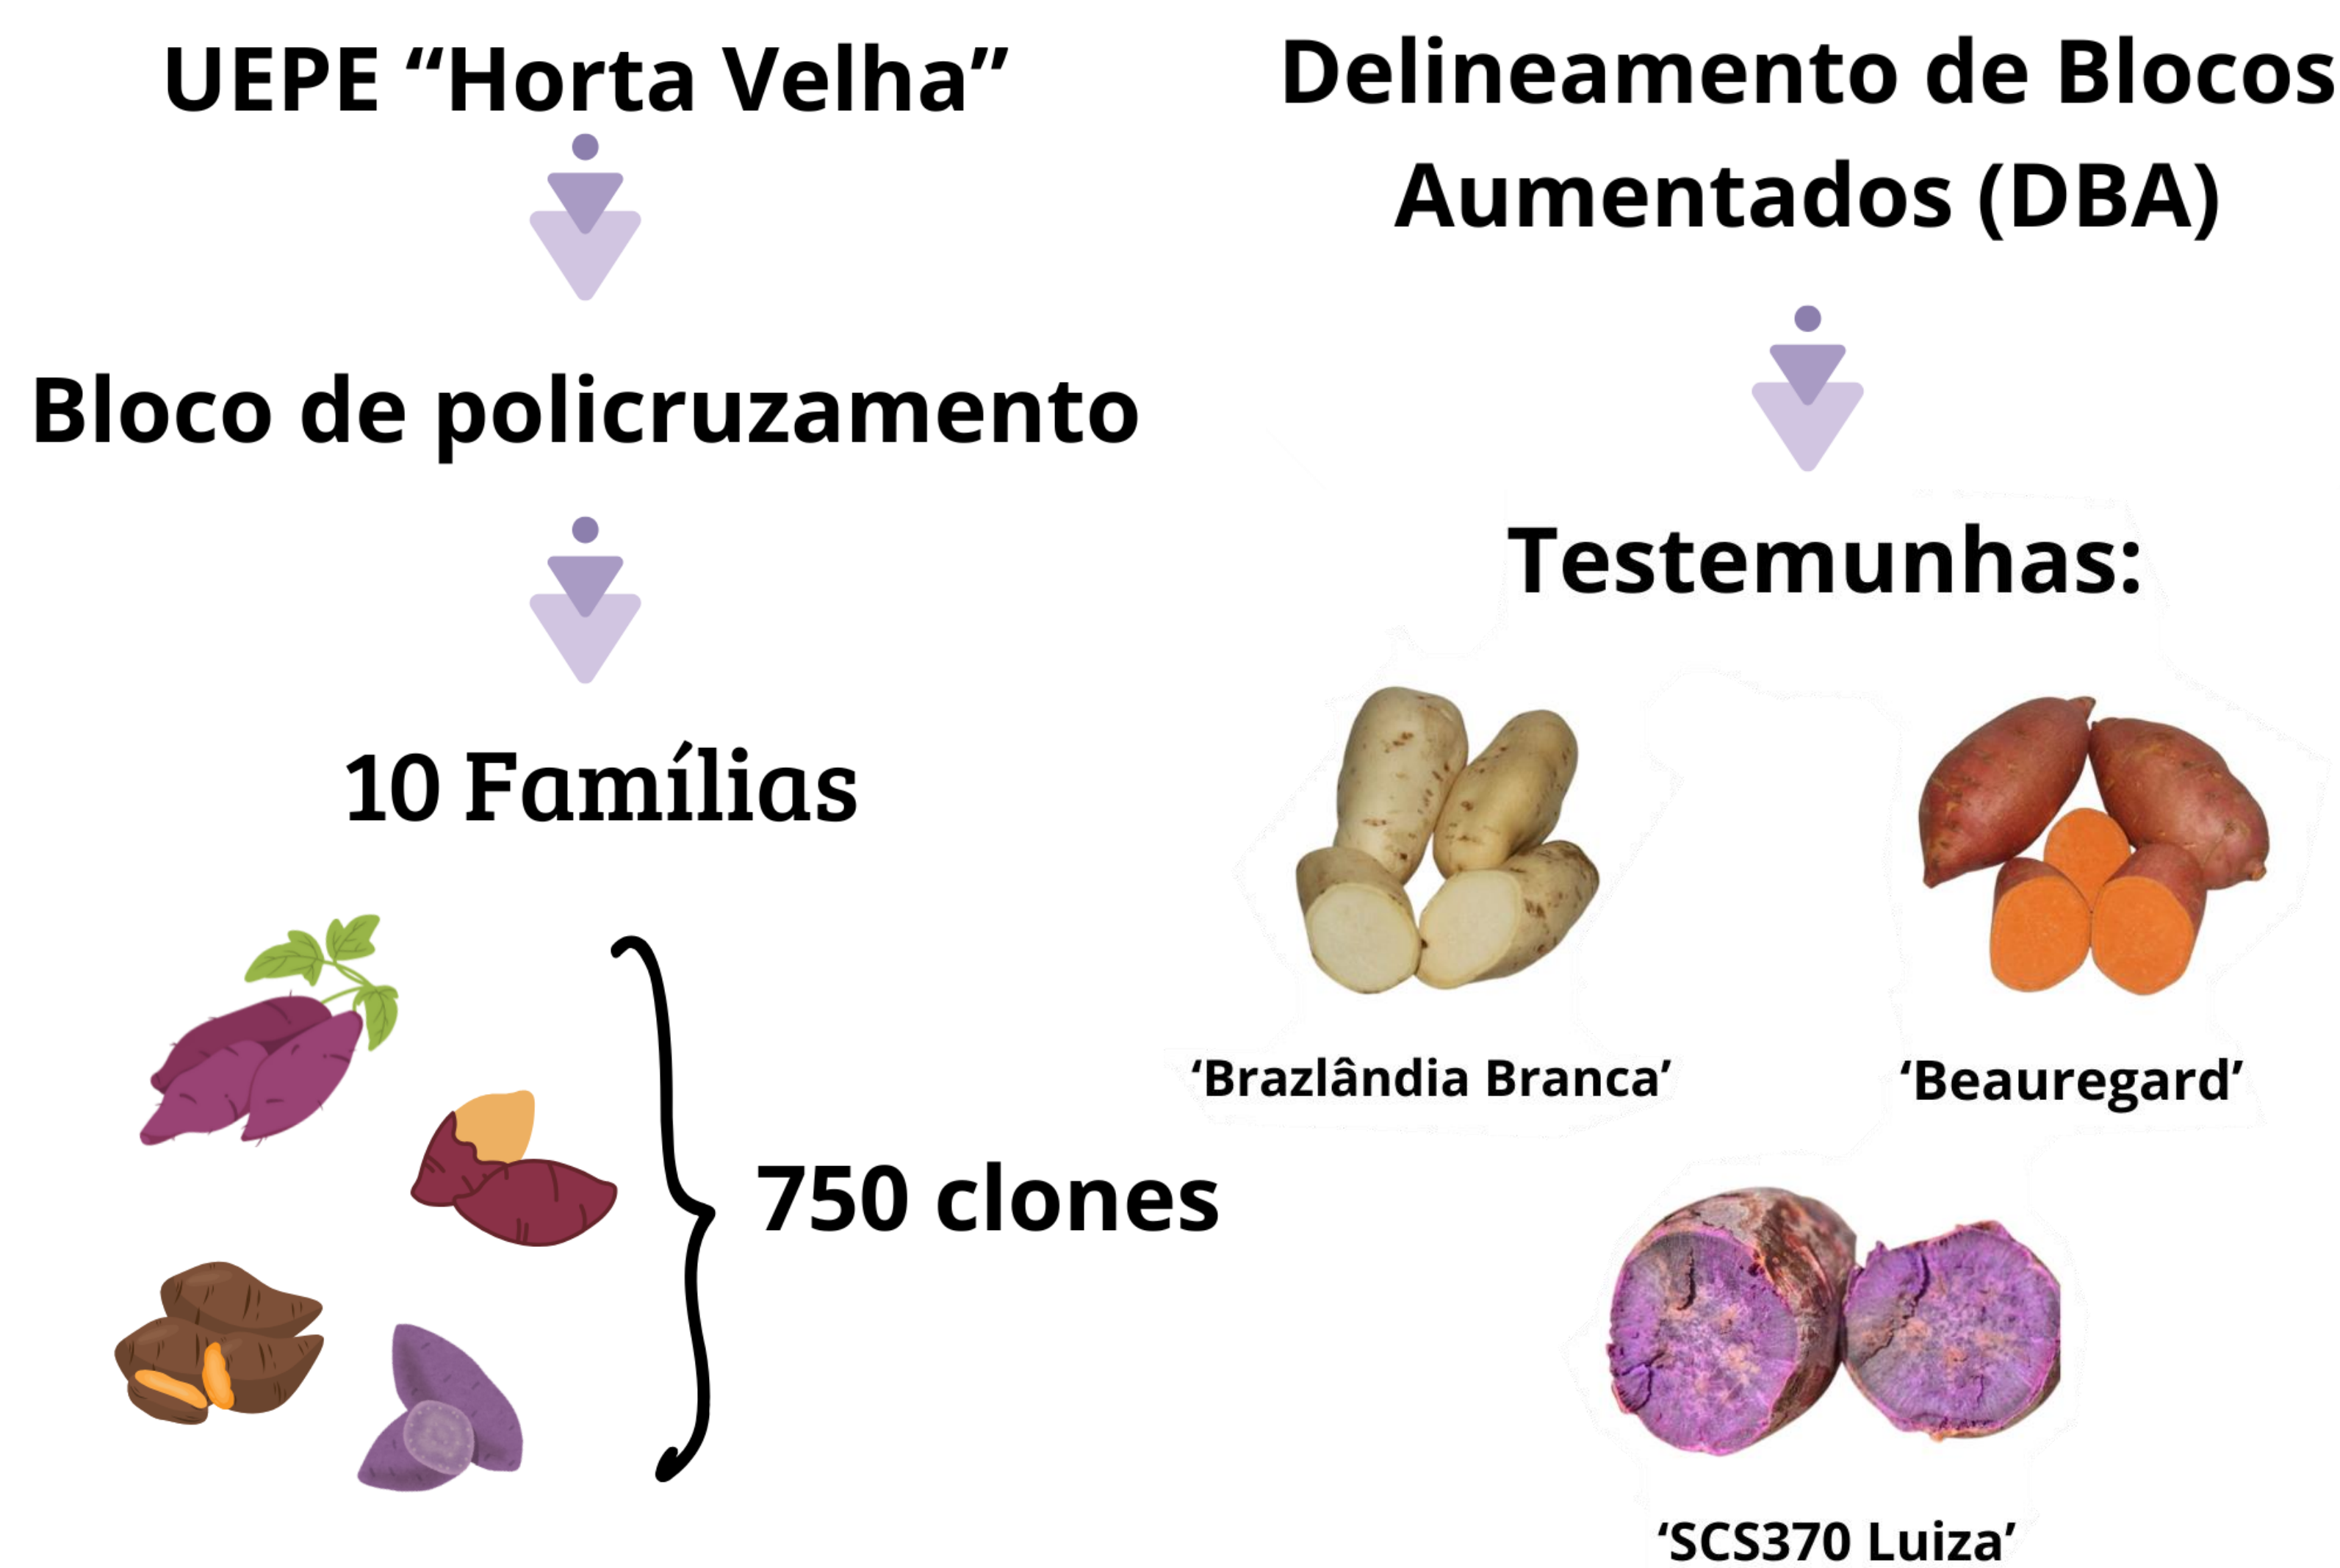 UEPE “Horta Velha”
Bloco de policruzamento
10 Famílias
750 clones
Delineamento de Blocos
Aumentados (DBA)
Testemunhas:
‘Brazlândia Branca’
‘Beauregard’
‘SCS370 Luiza’